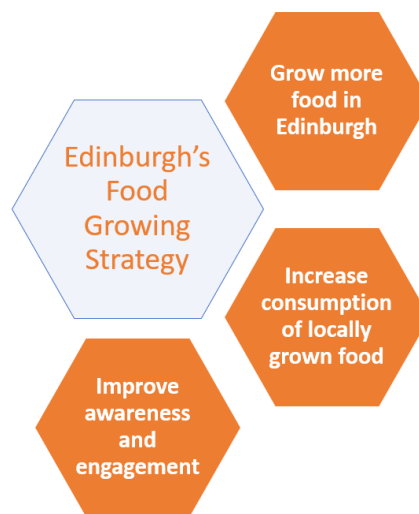 Edinburgh’s
Food
Growing
Strategy
Grow more
food in
Edinburgh
Increase
consumption
of locally
grown food
Improve
awareness
and
engagement